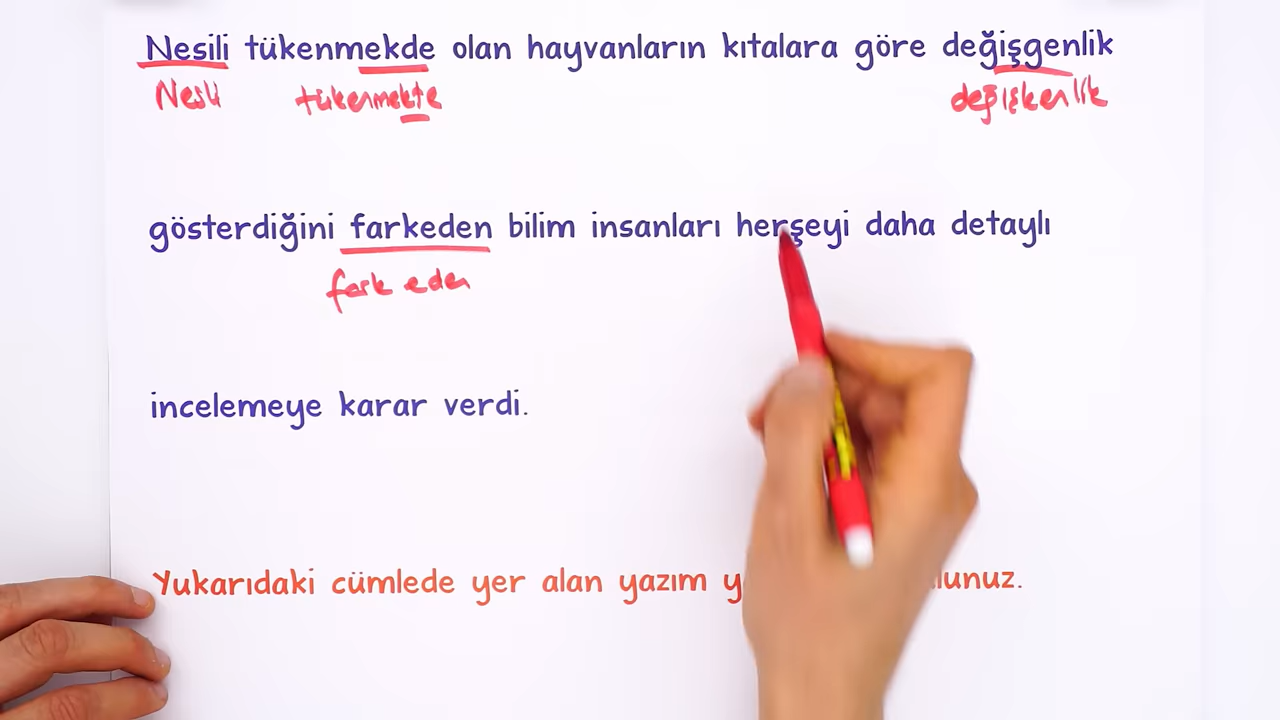 Nesili tükenmekde olan hayvanların kıtalara göre değişgenlik
Nesli tükenmekte değişkenlik
gösterdiğini farkeden bilim insanları herşeyi daha detaylı
fark eden
incelemeye karar verdi.
Yukarıdaki cümlede yer alan yazım